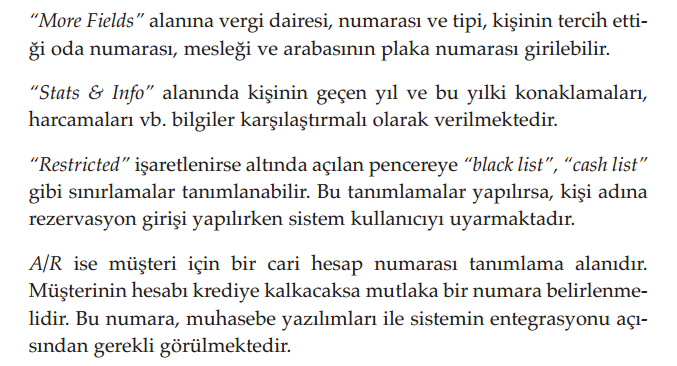 “More Fields” alanına vergi dairesi, numarası ve tipi, kişinin tercih etti-
ği oda numarası, mesleği ve arabasının plaka numarası girilebilir.
“Stats & Info” alanında kişinin geçen yıl ve bu yılki konaklamaları,
harcamaları vb. bilgiler karşılaştırmalı olarak verilmektedir.
“Restricted” işaretlenirse altında açılan pencereye “black list”, “cash list”
gibi sınırlamalar tanımlanabilir. Bu tanımlamalar yapılırsa, kişi adına
rezervasyon girişi yapılırken sistem kullanıcıyı uyarmaktadır.
A/R ise müşteri için bir cari hesap numarası tanımlama alanıdır.
Müşterinin hesabı krediye kalkacaksa mutlaka bir numara belirlenme-
lidir. Bu numara, muhasebe yazılımları ile sistemin entegrasyonu açı-
sından gerekli görülmektedir.